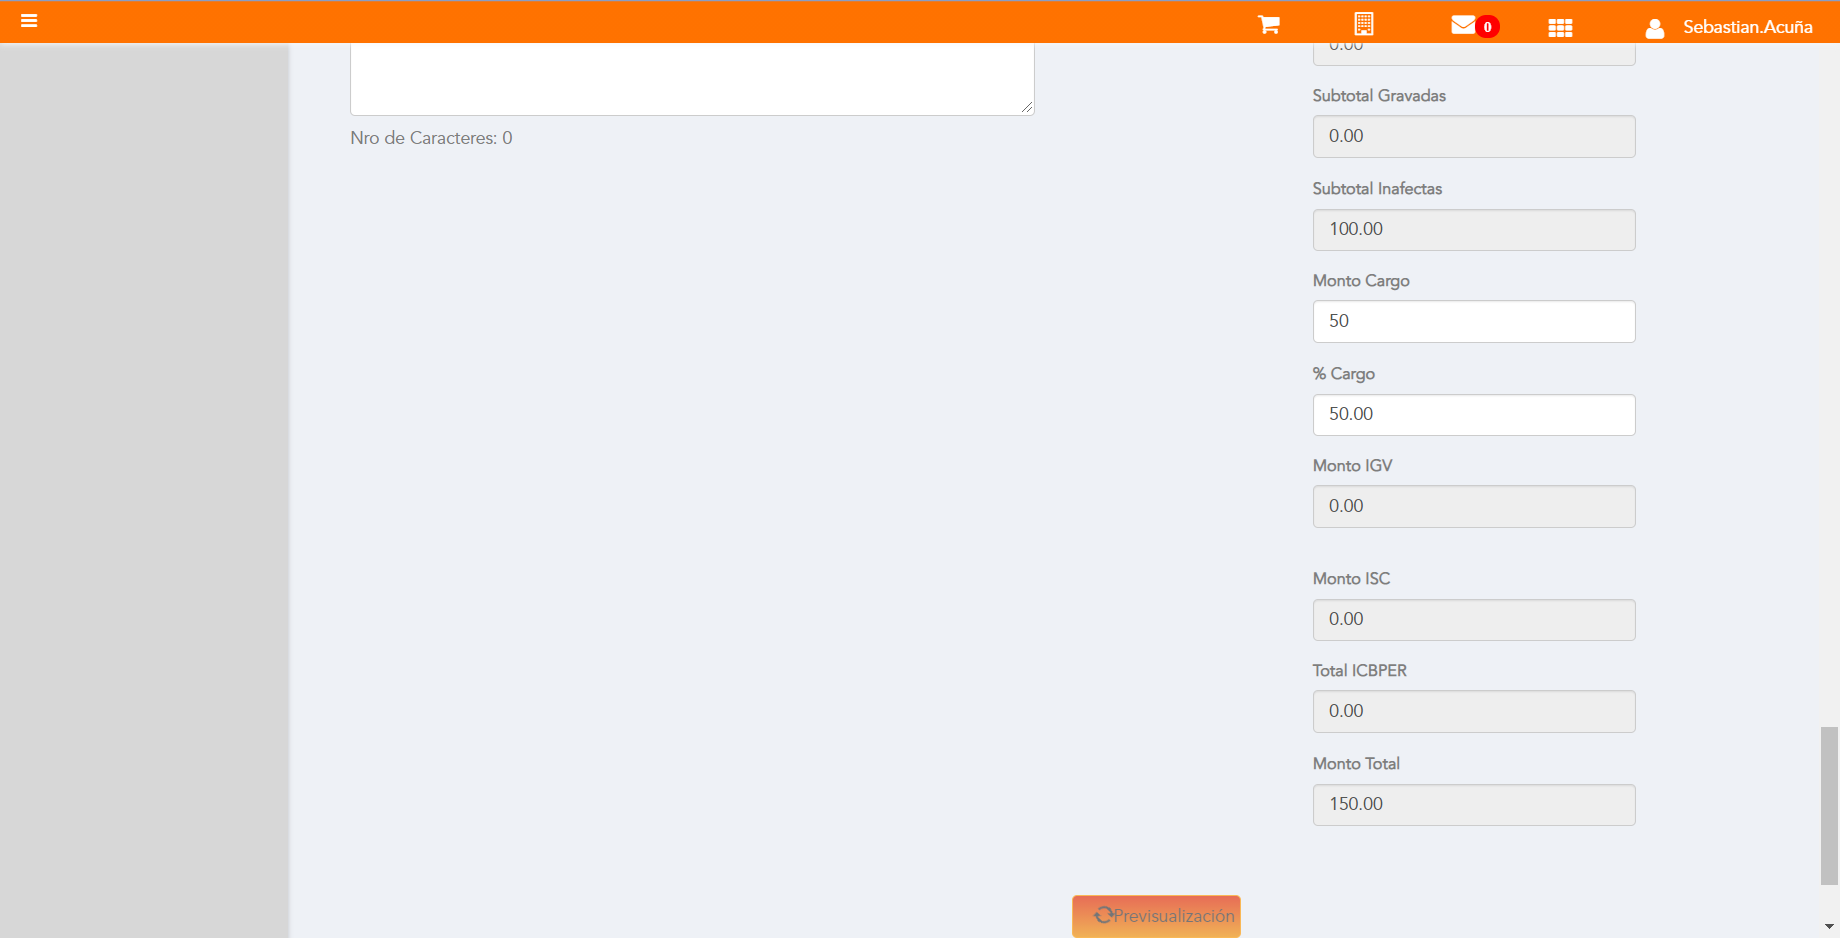 0
Sebastian.Acuña
0.00
Subtotal Gravadas
0.00
Nro de Caracteres: 0
Subtotal Inafectas
100.00
Monto Cargo
50
% Cargo
50.00
Monto IGV
0.00
Monto ISC
0.00
Total ICBPER
0.00
Monto Total
150.00
Previsualización